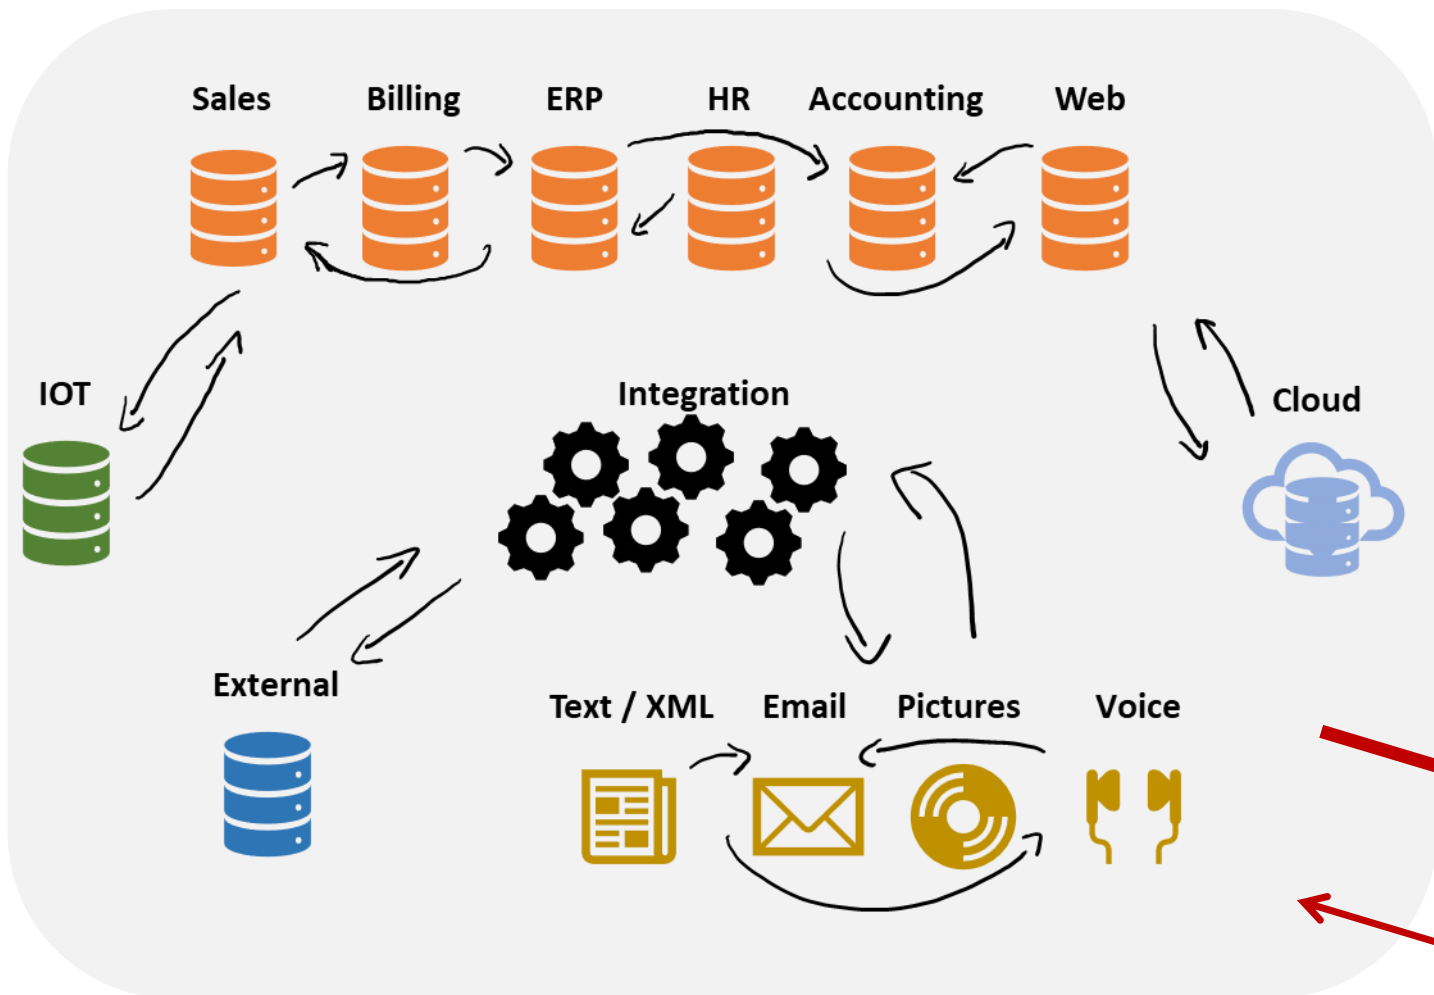 Sales Billing ERP HR Accounting Web
IOT Integration Cloud
External
Text / XML Email Pictures Voice